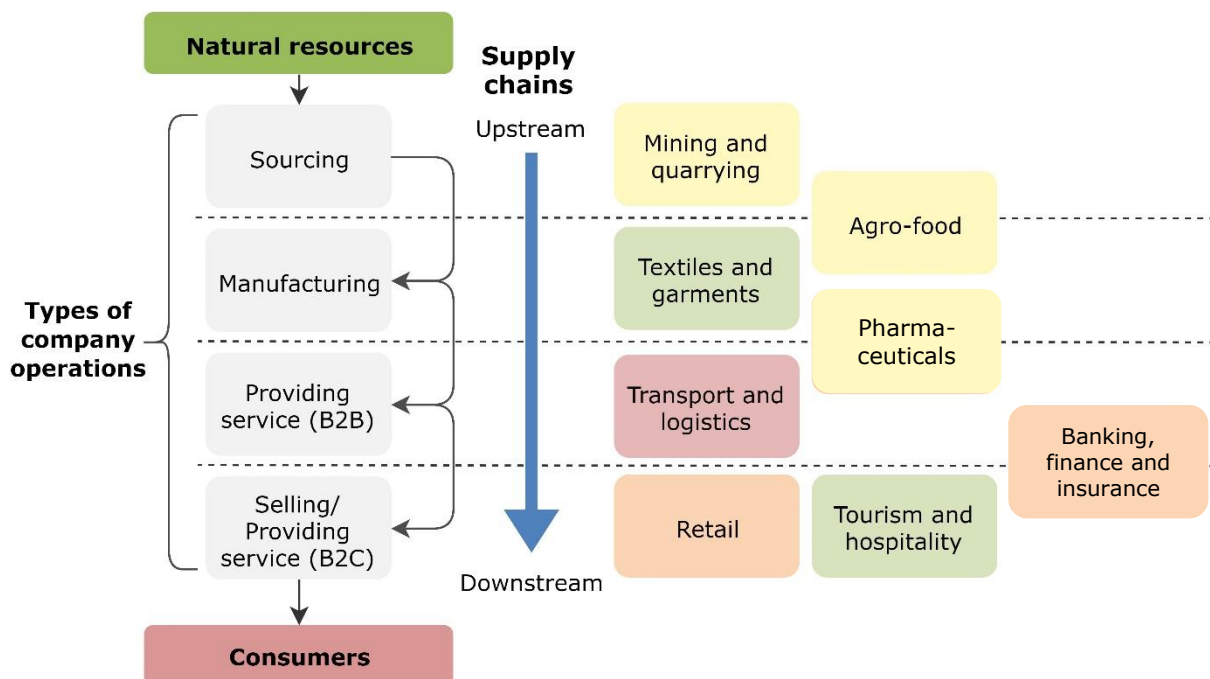 Natural resources
Supply
chains
Upstream
Sourcing
Mining and
quarrying
Agro-food
Manufacturing
Textiles and
garments
Types of
company
operations
Pharma-
ceuticals
Providing
service (B2B)
Transport and
logistics
Banking,
finance and
insurance
Selling/
Providing
service (B2C)
Retail
Tourism and
hospitality
Downstream
Consumers